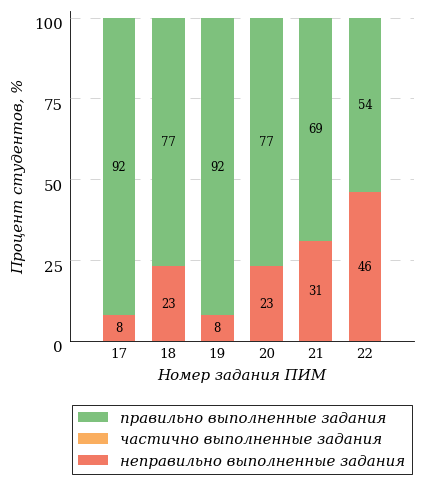 100
75
50
25
0
Процент студентов, %
92
77
92
77
69
54
8
23
8
23
31
46
17 18 19 20 21 22
Номер задания ПИМ
правильно выполненные задания
частично выполненные задания
неправильно выполненные задания